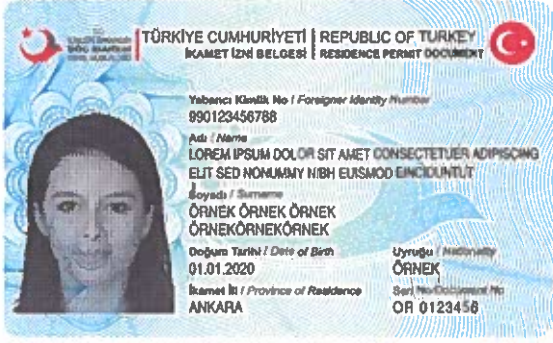 TÜRKİYE CUMHURİYETİ | REPUBLIC OF TURKEY
İKAMET İZNİ BELGESİ | RESIDENCE PERMIT DOCUMENT
Yabancı Kimlik No / Foreigner Identity Number
990123456788
Adı / Name
LOREM IPSUM DOLOR SIT AMET CONSECTETUER ADIPISCING
ELIT SED NONUMMY NIBH EUISMOD EINCIDUNTUT
Soyadı / Surname
ÖRNEK ÖRNEK ÖRNEK
ÖRNEKÖRNEKÖRNEK
Doğum Tarihi / Date of Birth
Uyruğu / Nationality
01.01.2020
ÖRNEK
İkamet İli / Province of Residence
Seri No/Document No
ANKARA
OR 0123456